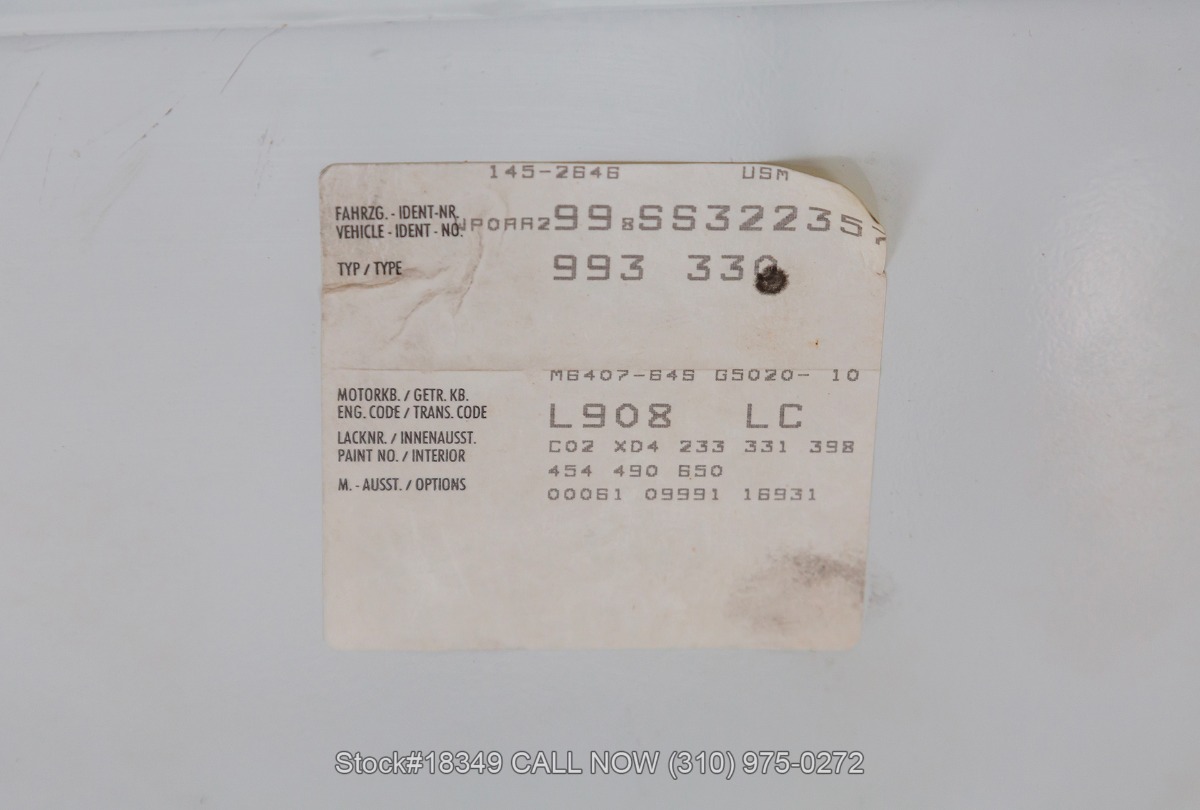 145-2646 USM
FAHRZG. - IDENT-NR.
VEHICLE - IDENT - NO. WP0AA2998SS322357
TYP / TYPE 993 330
M6407-64S G5020- 10
MOTORKB. / GETR. KB.
ENG. CODE / TRANS. CODE
L908 LC
LACKNR. / INNENAUSST.
PAINT NO. / INTERIOR
C02 XD4 233 331 398
454 490 650
M. - AUSST. / OPTIONS
00061 09991 16931
Stock#18349 CALL NOW (310) 975-0272